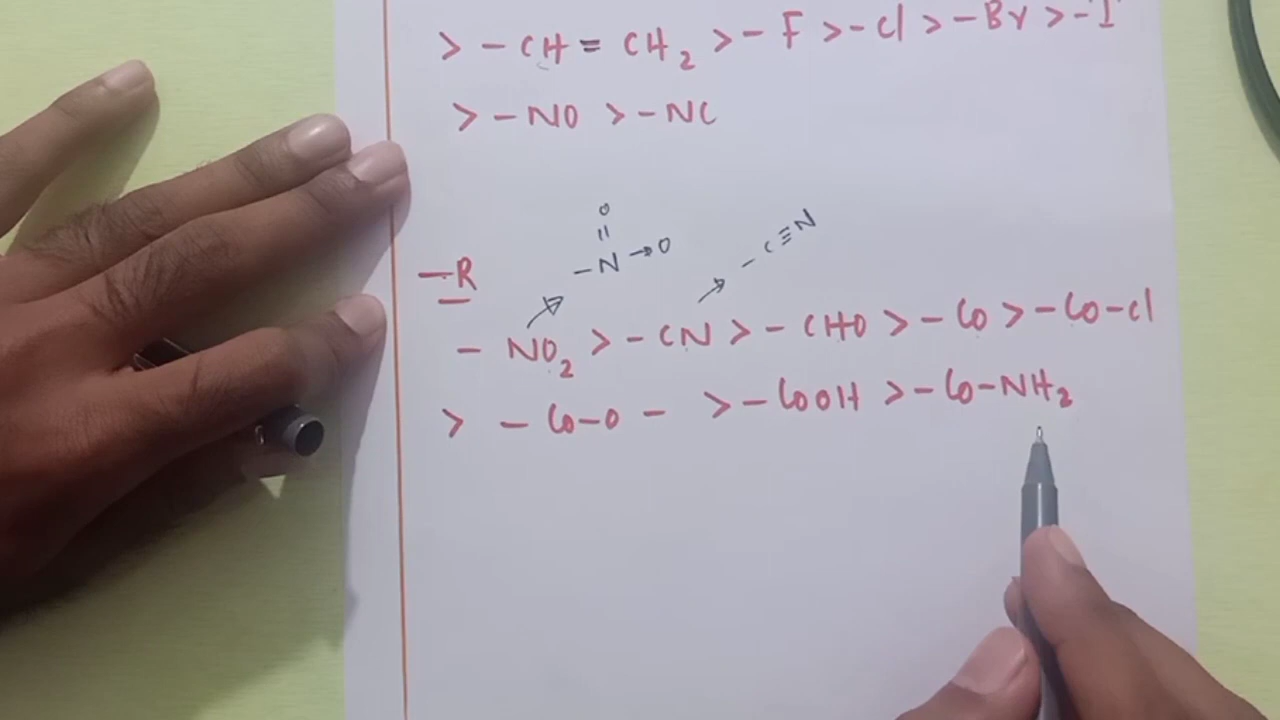 > - CH = CH2 > - F > - Cl > - Br > - I
> - NO > - NC
O
||
- N → O
- C ≡ N
- R
- NO2 > - CN > - CHO > - CO > - CO - Cl
> - CO - O - > - COOH > - CO - NH2